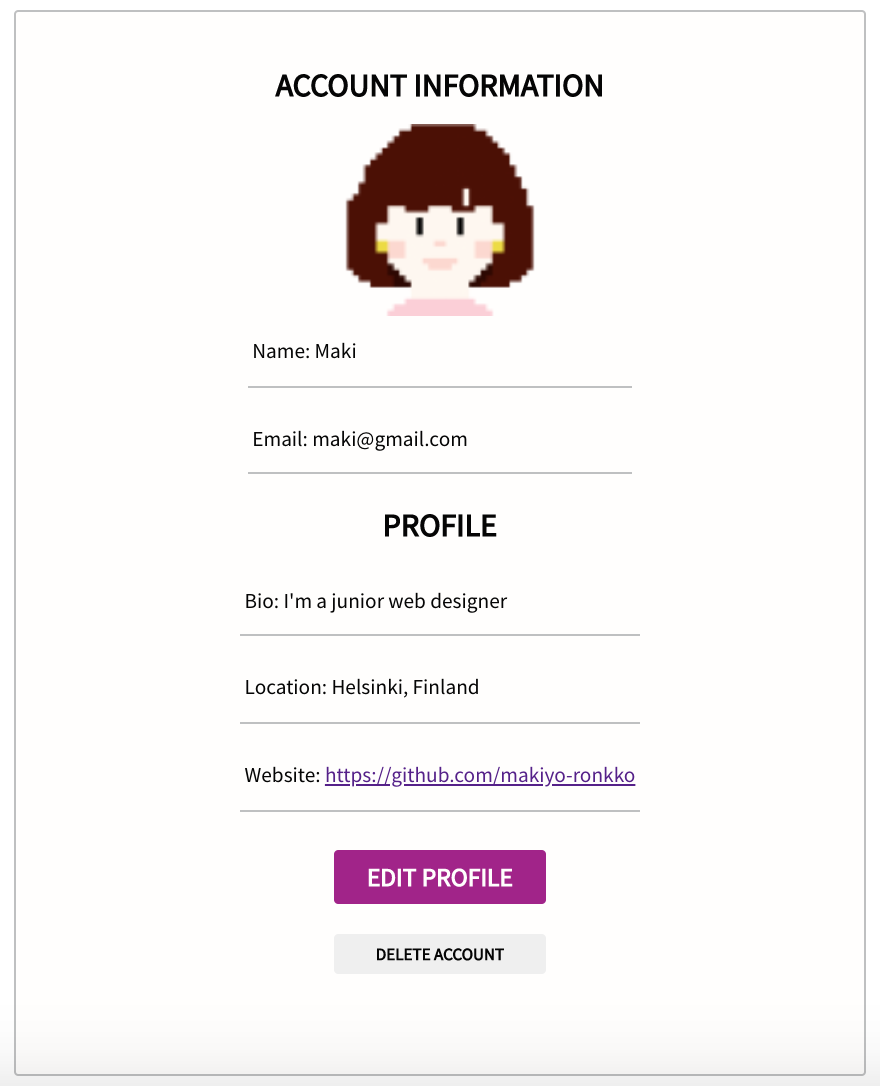 ACCOUNT INFORMATION
Name: Maki
Email: maki@gmail.com
PROFILE
Bio: I'm a junior web designer
Location: Helsinki, Finland
Website: https://github.com/makiyo-ronkko
EDIT PROFILE
DELETE ACCOUNT